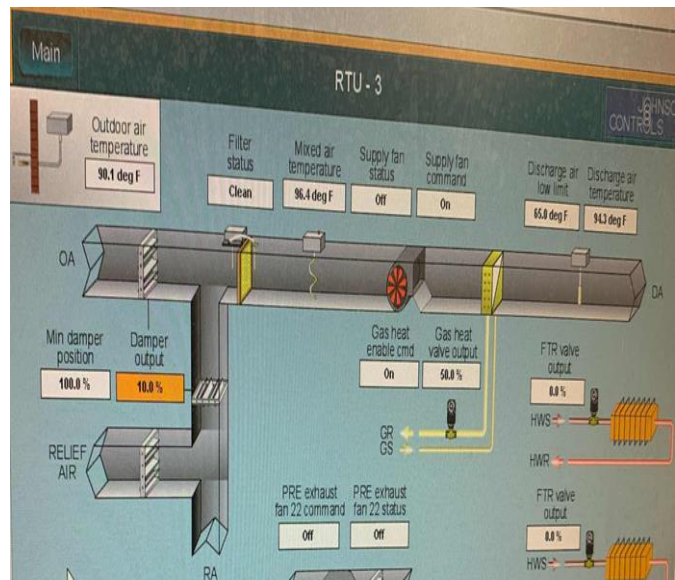 Main
RTU - 3
JOHNSON
CONTROLS
Outdoor air
temperature
90.1 deg F
Filter
status
Clean
Mixed air
temperature
96.4 deg F
Supply fan
status
Off
Supply fan
command
On
Discharge air
low limit
65.0 deg F
Discharge air
temperature
94.3 deg F
OA
DA
Min damper
position
100.0 %
Damper
output
10.0 %
Gas heat
enable cmd
On
Gas heat
valve output
50.0 %
FTR valve
output
0.0 %
GR
GS
HWS
HWR
RELIEF
AIR
RA
PRE exhaust
fan 22 command
Off
PRE exhaust
fan 22 status
Off
FTR valve
output
0.0 %
HWS